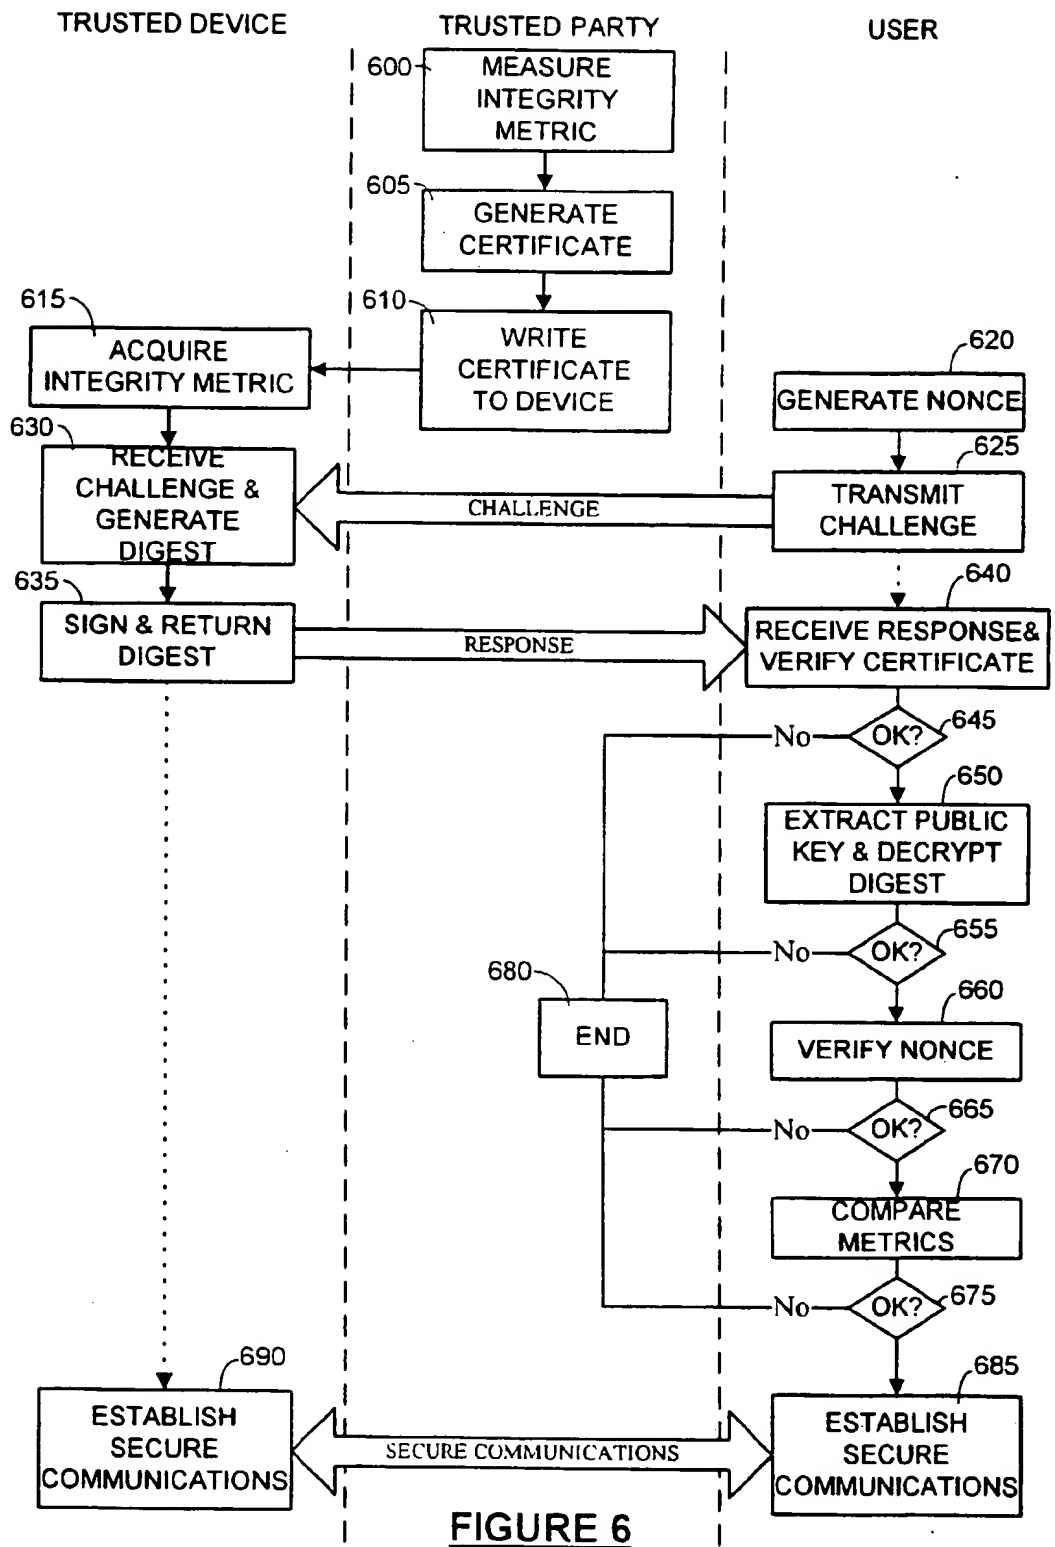 TRUSTED DEVICE
TRUSTED PARTY
USER
600
MEASURE
INTEGRITY
METRIC
605
GENERATE
CERTIFICATE
610
WRITE
CERTIFICATE
TO DEVICE
615
ACQUIRE
INTEGRITY METRIC
620
GENERATE NONCE
625
TRANSMIT
CHALLENGE
CHALLENGE
630
RECEIVE
CHALLENGE &
GENERATE
DIGEST
635
SIGN & RETURN
DIGEST
RESPONSE
640
RECEIVE RESPONSE&
VERIFY CERTIFICATE
No
OK?
645
650
EXTRACT PUBLIC
KEY & DECRYPT
DIGEST
No
OK?
655
680
END
660
VERIFY NONCE
No
OK?
665
670
COMPARE
METRICS
No
OK?
675
690
ESTABLISH
SECURE
COMMUNICATIONS
SECURE COMMUNICATIONS
685
ESTABLISH
SECURE
COMMUNICATIONS
FIGURE 6